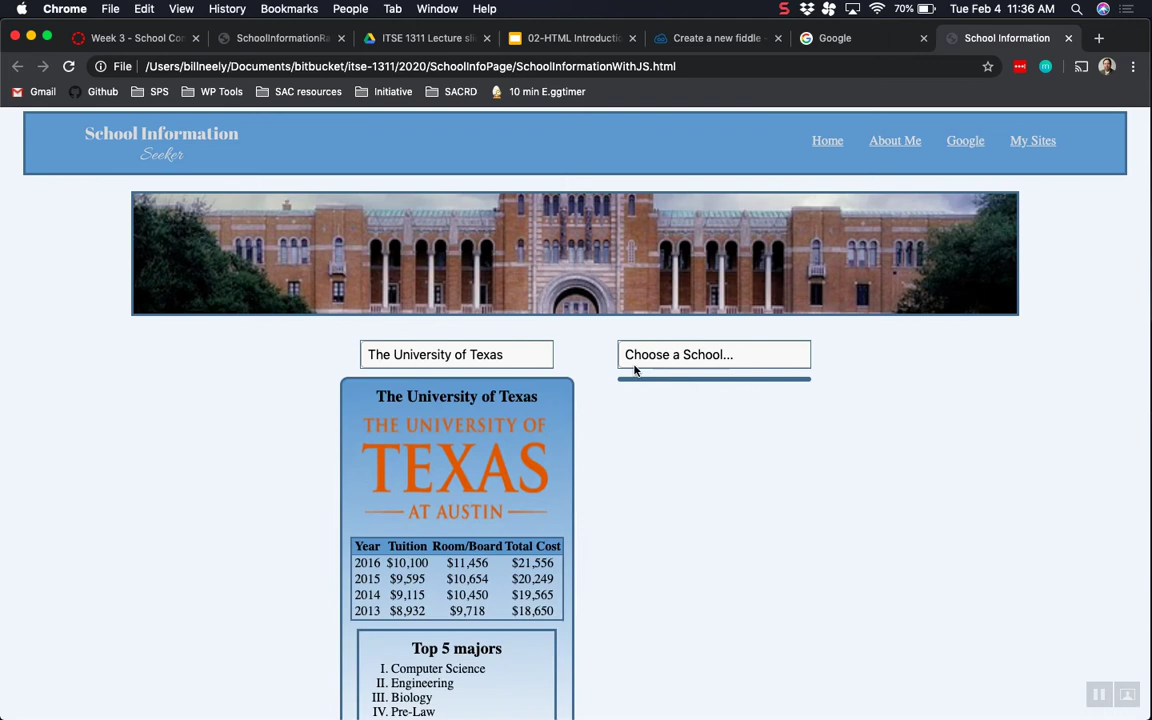 Chrome File Edit View History Bookmarks People Tab Window Help 70% Tue Feb 4 11:36 AM
Week 3 - School Con SchoolInformationRa ITSE 1311 Lecture sli 02-HTML Introducti Create a new fiddle - Google School Information
File /Users/billneely/Documents/bitbucket/itse-1311/2020/SchoolInfoPage/SchoolInformationWithJS.html
Gmail Github SPS WP Tools SAC resources Initiative SACRD 10 min E.ggtimer
School Information
Seeker
Home About Me Google My Sites
The University of Texas Choose a School...
The University of Texas
THE UNIVERSITY OF
TEXAS
AT AUSTIN
Year Tuition Room/Board Total Cost
2016 $10,100 $11,456 $21,556
2015 $9,595 $10,654 $20,249
2014 $9,115 $10,450 $19,565
2013 $8,932 $9,718 $18,650
Top 5 majors
I. Computer Science
II. Engineering
III. Biology
IV. Pre-Law